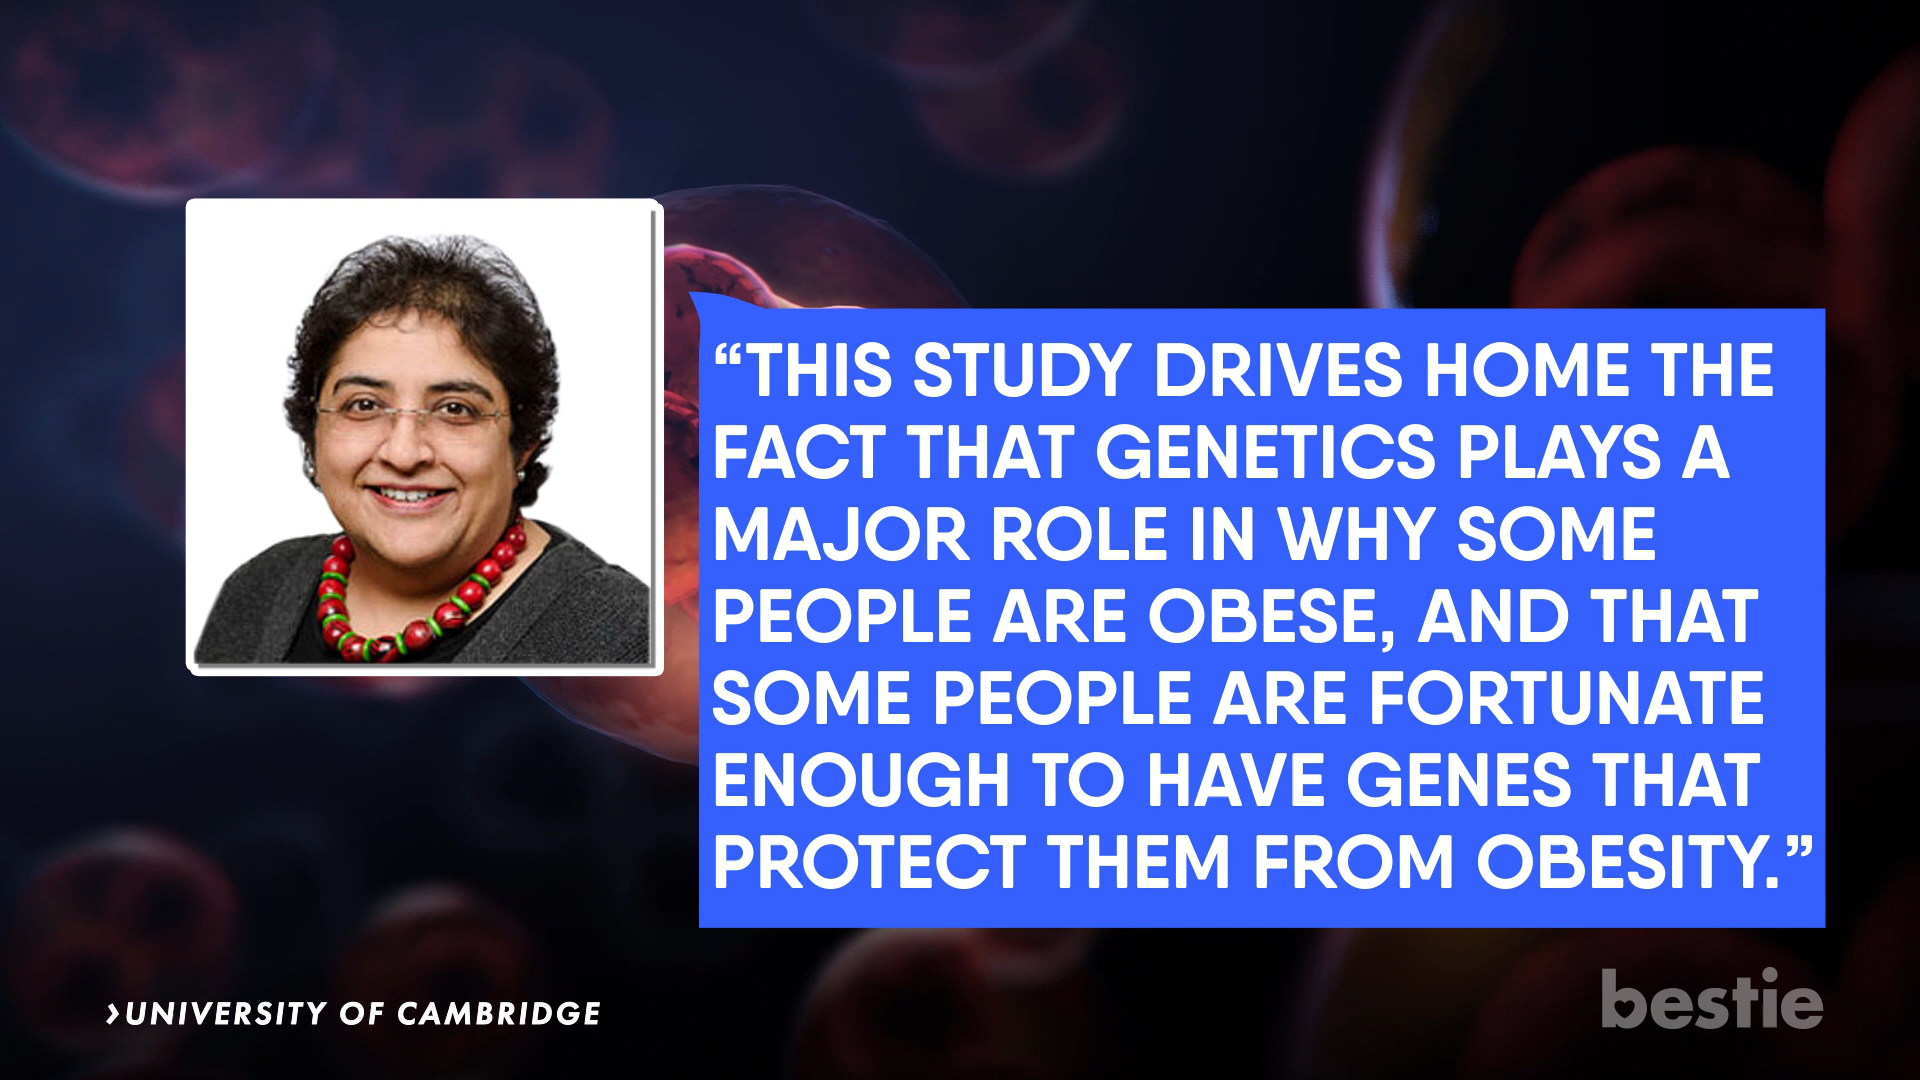 “THIS STUDY DRIVES HOME THE
FACT THAT GENETICS PLAYS A
MAJOR ROLE IN WHY SOME
PEOPLE ARE OBESE, AND THAT
SOME PEOPLE ARE FORTUNATE
ENOUGH TO HAVE GENES THAT
PROTECT THEM FROM OBESITY.”
›UNIVERSITY OF CAMBRIDGE
bestie